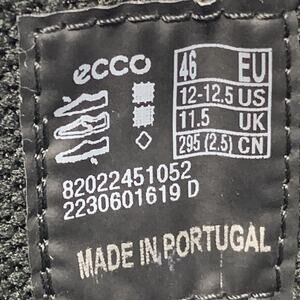 ecco
46 EU
12-12.5 US
11.5 UK
295 (2.5) CN
82022451052
2230601619 D
MADE IN PORTUGAL